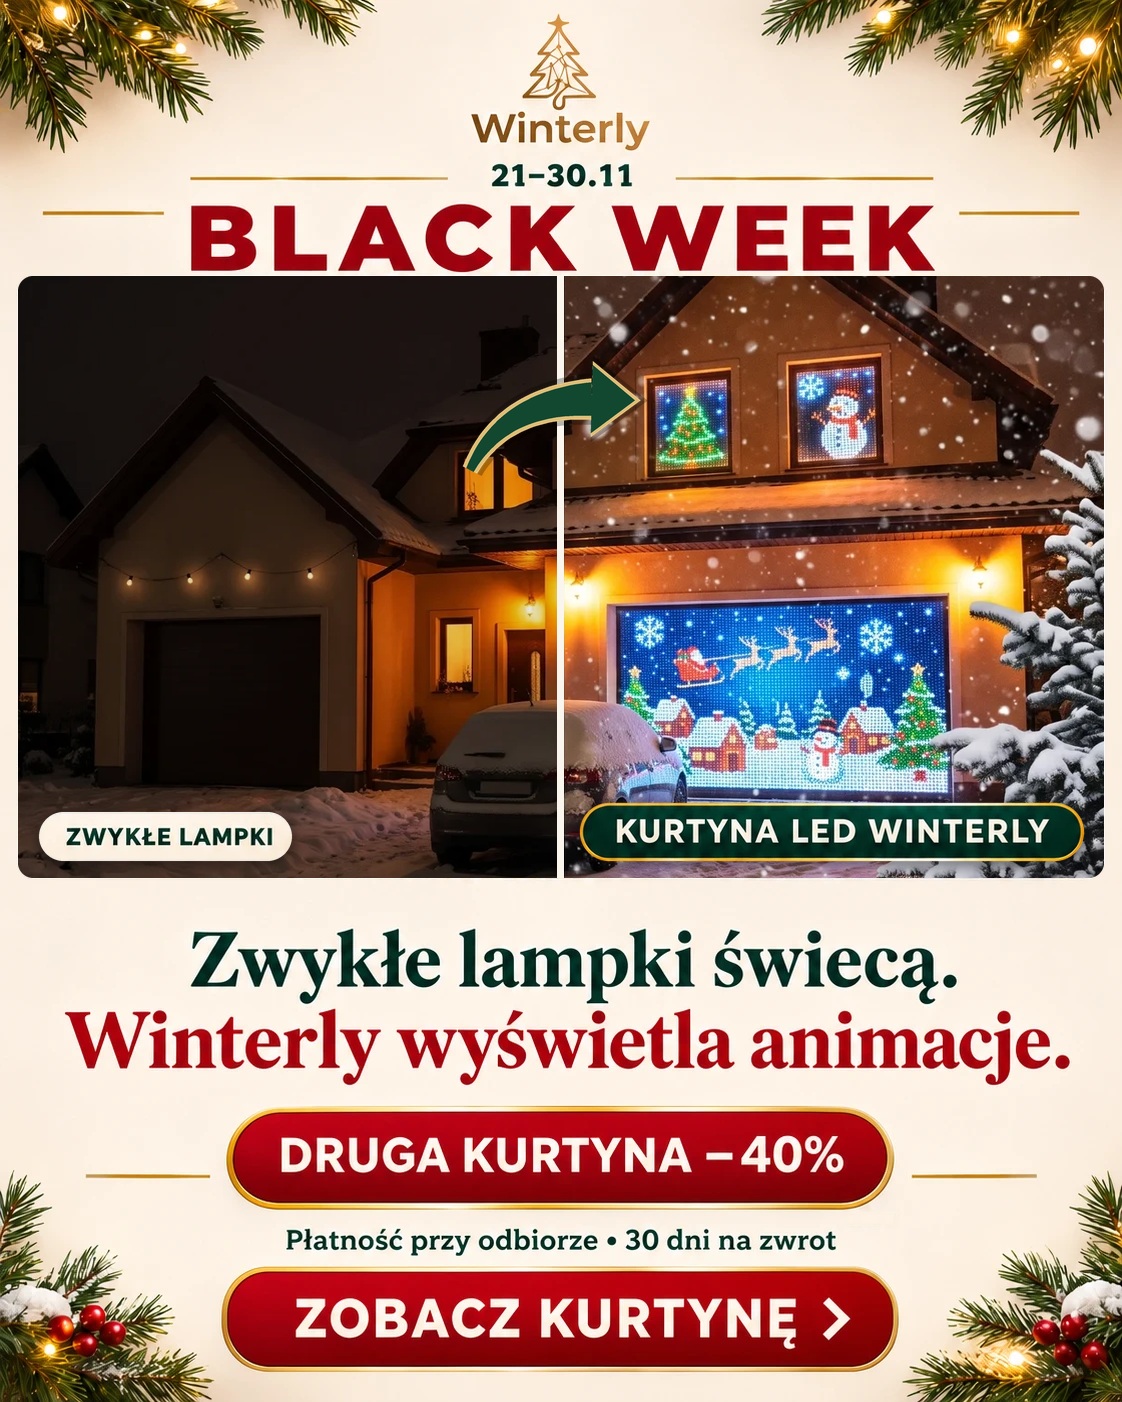 Winterly
21–30.11
BLACK WEEK
ZWYKŁE LAMPKI
KURTYNA LED WINTERLY
Zwykłe lampki świecą.
Winterly wyświetla animacje.
DRUGA KURTYNA –40%
Płatność przy odbiorze • 30 dni na zwrot
ZOBACZ KURTYNĘ